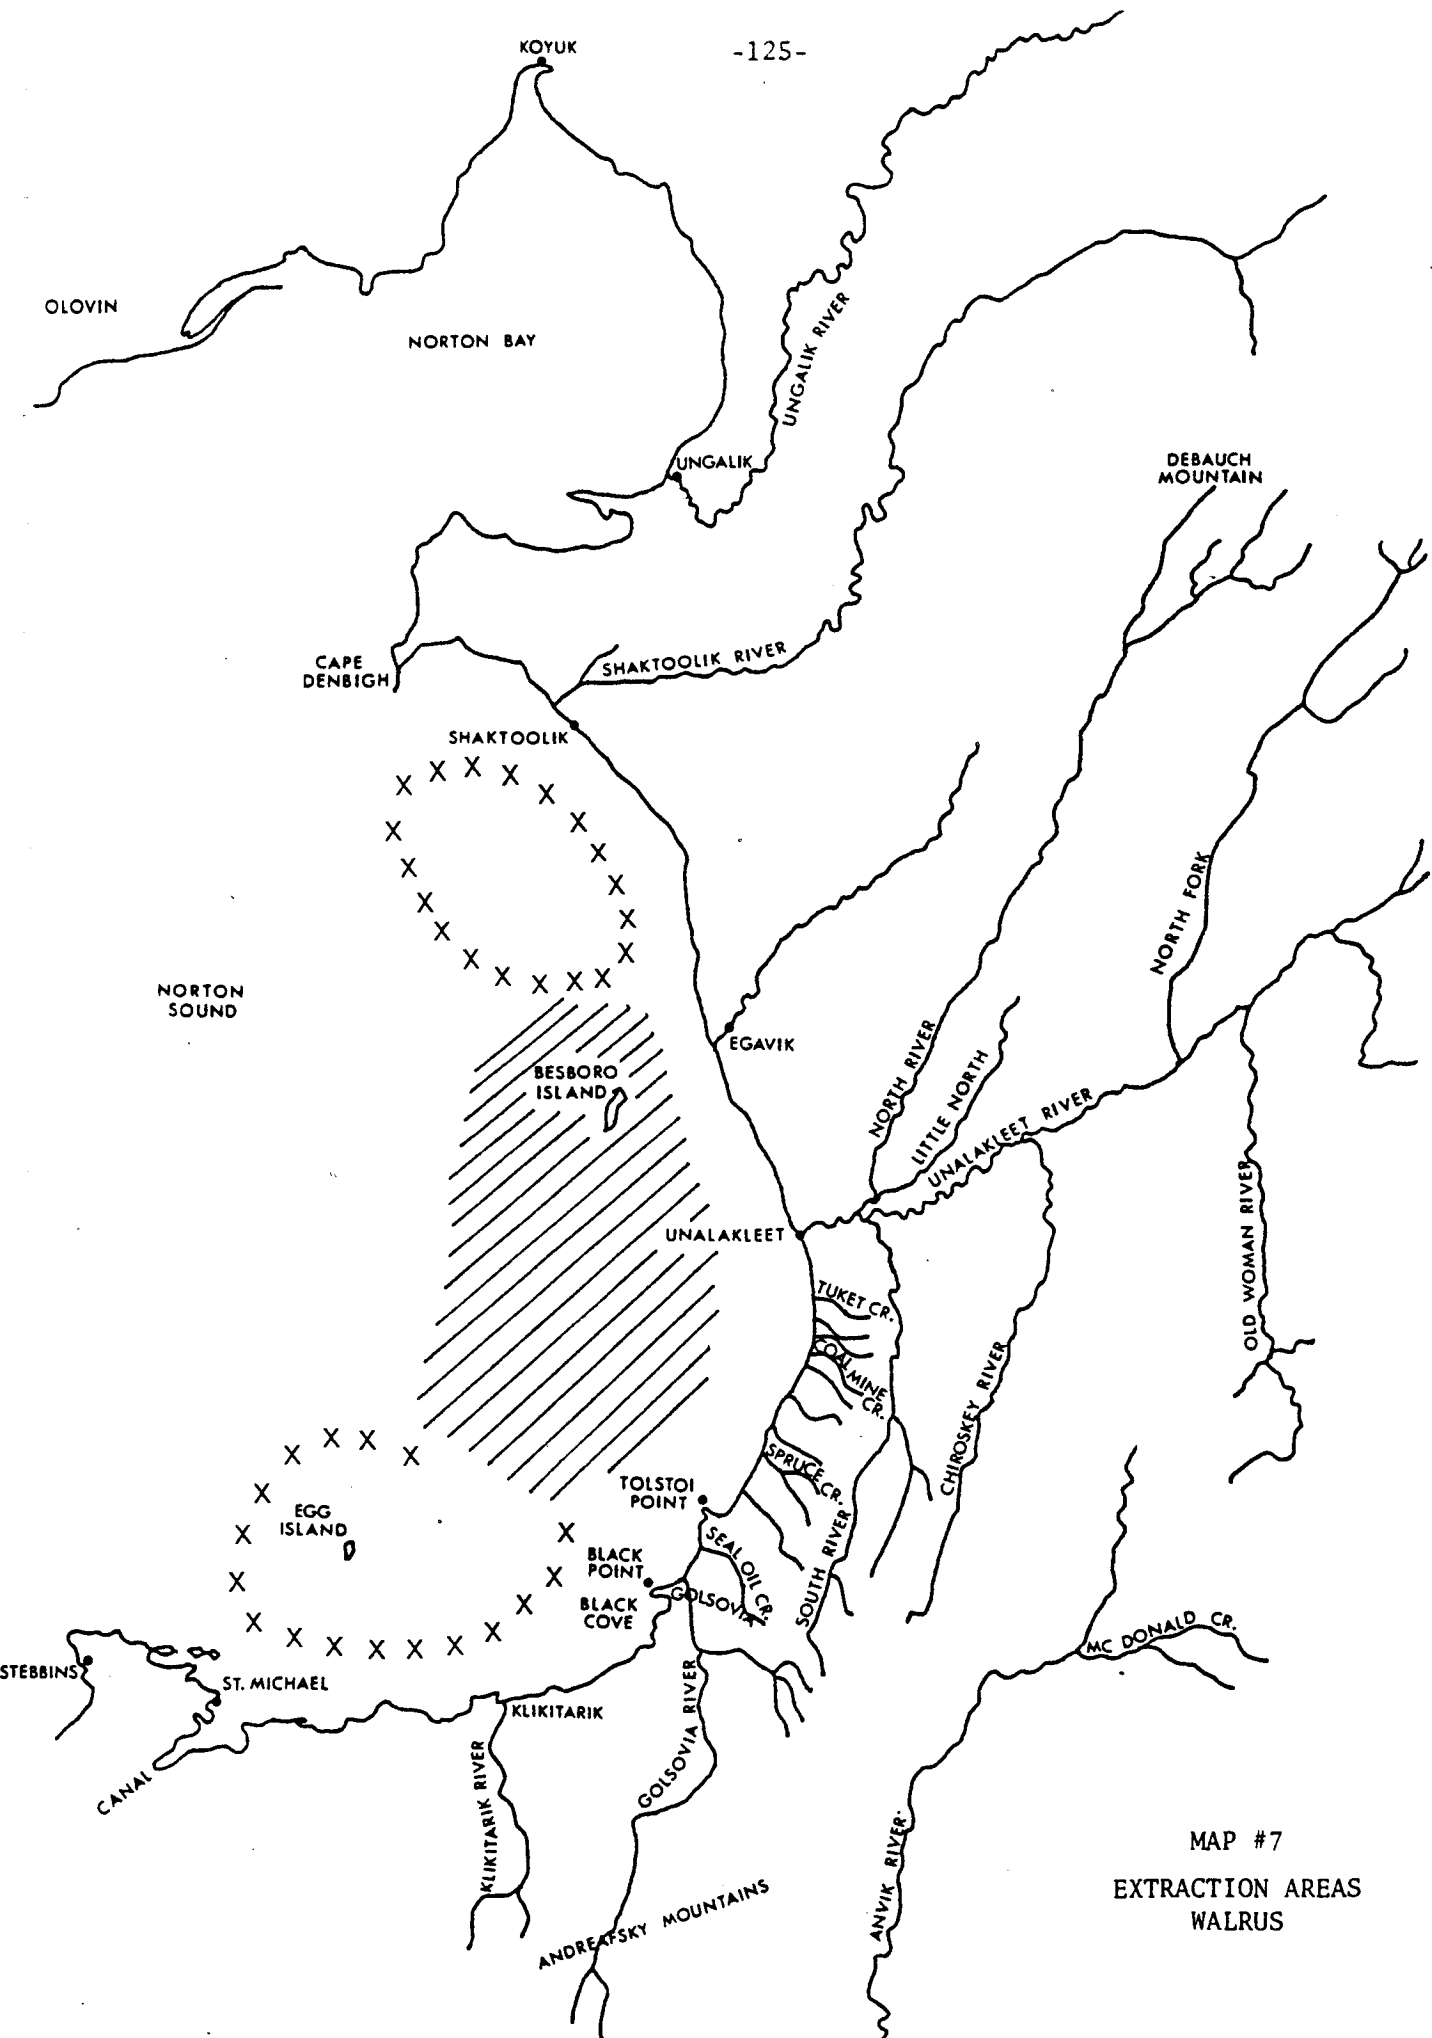 KOYUK
-125-
OLOVIN
NORTON BAY
UNGALIK RIVER
UNGALIK
DEBAUCH
MOUNTAIN
CAPE
DENBIGH
SHAKTOOLIK RIVER
SHAKTOOLIK
X X X X X X X X X X X X X X X X X X X X
NORTH FORK
NORTON
SOUND
EGAVIK
NORTH RIVER
LITTLE NORTH
BESBORO
ISLAND
UNALAKLEET RIVER
UNALAKLEET
OLD WOMAN RIVER
TUKET CR.
COAL MINE
CR.
CHIROSKEY RIVER
SPRUCE CR.
TOLSTOI
POINT
EGG
ISLAND
X X X X X X X X X X X X X X X X X
SEAL OIL CR.
SOUTH RIVER
BLACK
POINT
GOLSOVIA
BLACK
COVE
MC DONALD CR.
STEBBINS
ST. MICHAEL
KLIKITARIK
CANAL
KLIKITARIK RIVER
GOLSOVIA RIVER
ANVIK RIVER
ANDREAFSKY MOUNTAINS
MAP #7
EXTRACTION AREAS
WALRUS